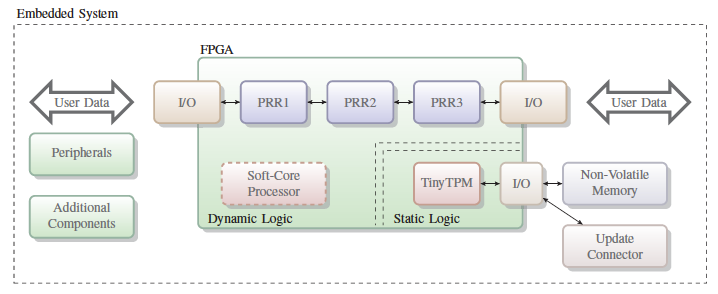 Embedded System
FPGA
User Data
I/O
PRR1
PRR2
PRR3
I/O
User Data
Peripherals
Soft-Core
Processor
TinyTPM
I/O
Non-Volatile
Memory
Additional
Components
Dynamic Logic
Static Logic
Update
Connector